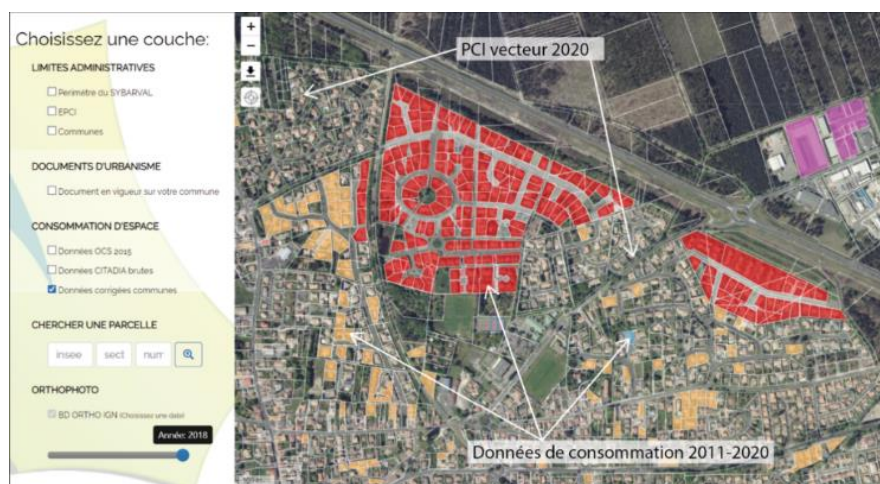 Choisissez une couche:
LIMITES ADMINISTRATIVES
Périmètre du SYBARVAL
EPCI
Communes
DOCUMENTS D'URBANISME
Document en vigueur sur votre commune
CONSOMMATION D'ESPACE
Données OCS 2015
Données CITADIA brutes
Données corrigées communes
CHERCHER UNE PARCELLE
insee sect num
ORTHOPHOTO
BD ORTHO IGN (Choisissez une date)
Année: 2018
+
−
PCI vecteur 2020
Données de consommation 2011-2020